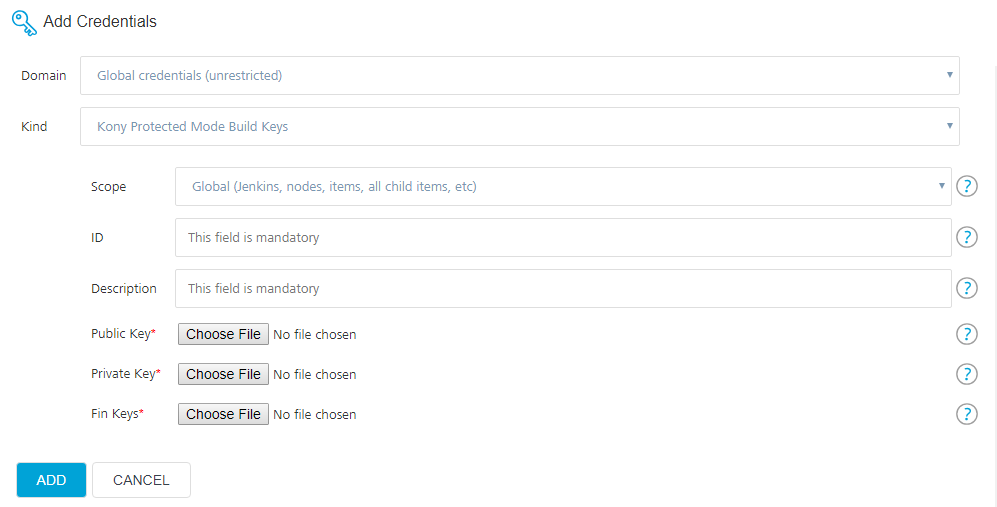 Add Credentials
Domain Global credentials (unrestricted) ▾
Kind Kony Protected Mode Build Keys ▾
Scope Global (Jenkins, nodes, items, all child items, etc) ▾ ?
ID This field is mandatory ?
Description This field is mandatory ?
Public Key* Choose File No file chosen ?
Private Key* Choose File No file chosen ?
Fin Keys* Choose File No file chosen ?
ADD CANCEL